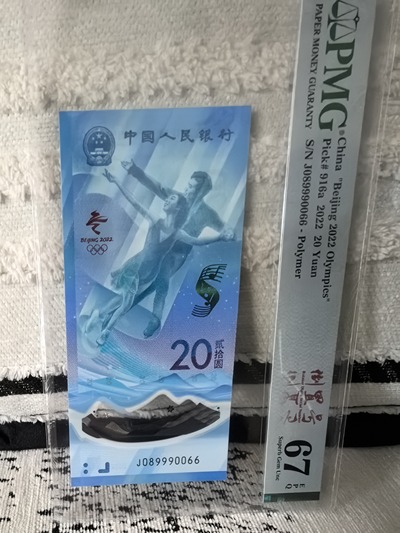 中国人民银行
BEIJING 2022
20 贰拾圆
J089990066
PMG
PAPER MONEY GUARANTY
China "Beijing 2022 Olympics"
Pick# 916a 2022 20 Yuan
S/N J089990066 - Polymer
67 EPQ
Superb Gem Unc